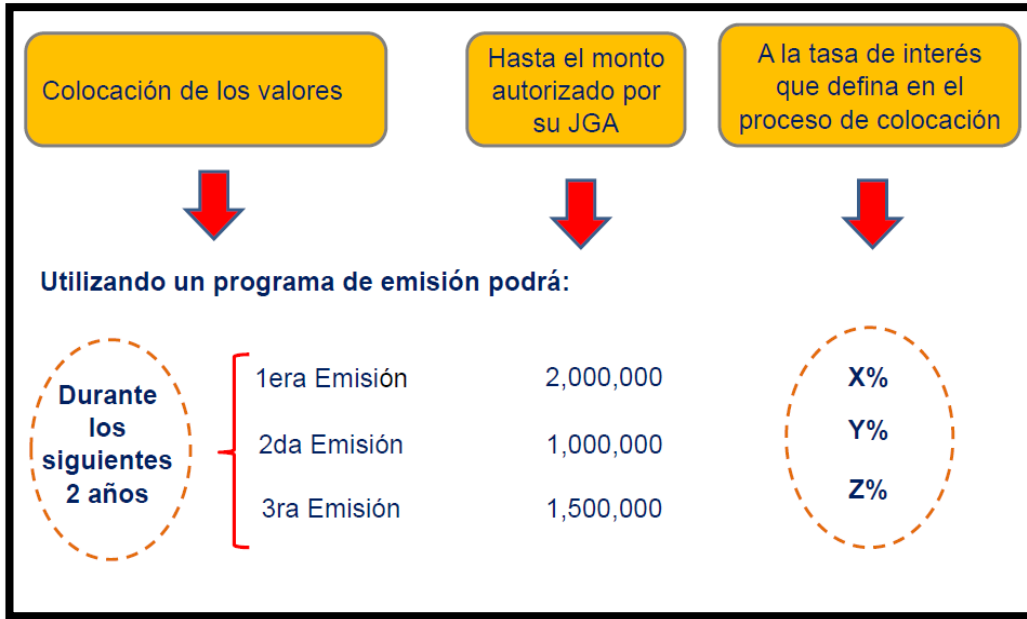 Colocación de los valores
Hasta el monto
autorizado por
su JGA
A la tasa de interés
que defina en el
proceso de colocación
Utilizando un programa de emisión podrá:
Durante
los
siguientes
2 años
1era Emisión 2,000,000 X%
2da Emisión 1,000,000 Y%
3ra Emisión 1,500,000 Z%